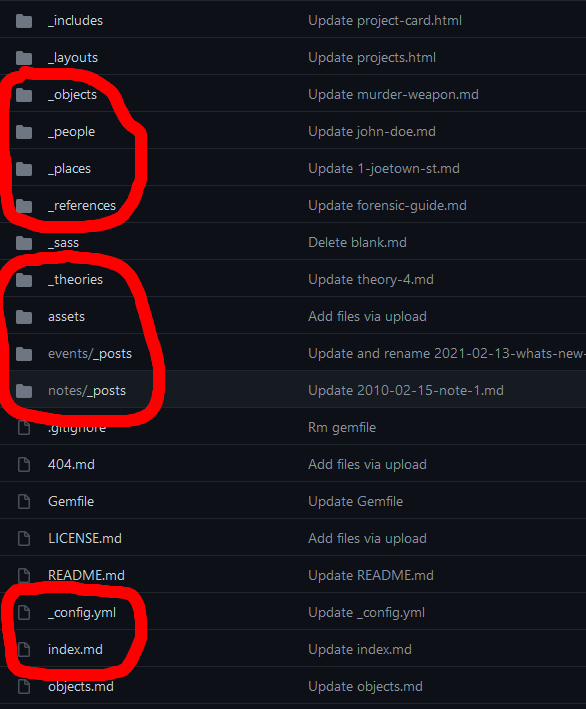 _includes Update project-card.html
_layouts Update projects.html
_objects Update murder-weapon.md
_people Update john-doe.md
_places Update 1-joetown-st.md
_references Update forensic-guide.md
_sass Delete blank.md
_theories Update theory-4.md
assets Add files via upload
events/_posts Update and rename 2021-02-13-whats-new-
notes/_posts Update 2010-02-15-note-1.md
.gitignore Rm gemfile
404.md Add files via upload
Gemfile Update Gemfile
LICENSE.md Add files via upload
README.md Update README.md
_config.yml Update _config.yml
index.md Update index.md
objects.md Update objects.md